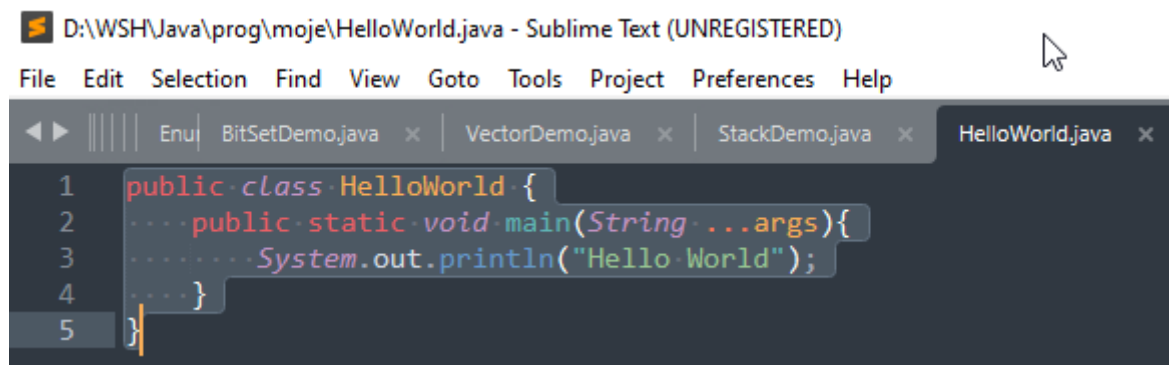 D:\WSH\Java\prog\moje\HelloWorld.java - Sublime Text (UNREGISTERED)
File Edit Selection Find View Goto Tools Project Preferences Help
BitSetDemo.java × VectorDemo.java × StackDemo.java × HelloWorld.java ×
1 public class HelloWorld {
2     public static void main(String ...args){
3         System.out.println("Hello World");
4     }
5 }